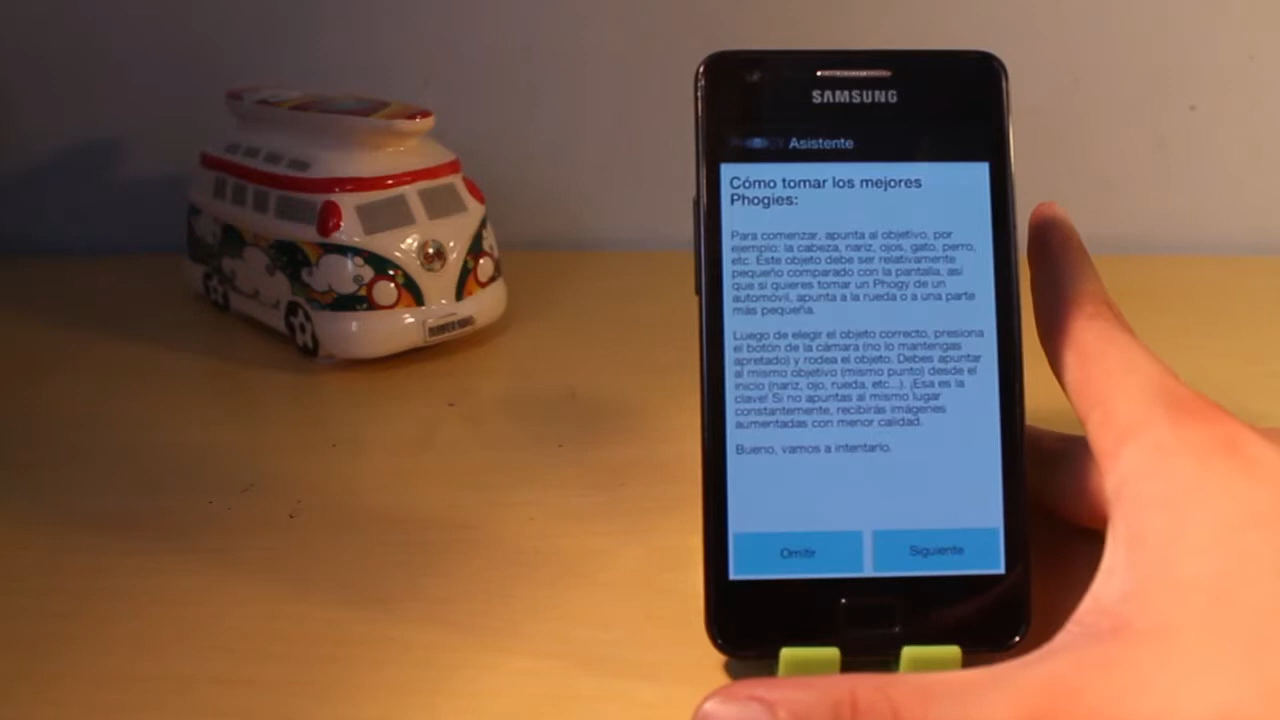 SAMSUNG
PHOGY Asistente
Cómo tomar los mejores
Phogies:
Para comenzar, apunta al objetivo, por
ejemplo: la cabeza, nariz, ojos, gato, perro,
etc. Este objeto debe ser relativamente
pequeño comparado con la pantalla, así
que si quieres tomar un Phogy de un
automóvil, apunta a la rueda o a una parte
más pequeña.
Luego de elegir el objeto correcto, presiona
el botón de la cámara (no lo mantengas
apretado) y rodea el objeto. Debes apuntar
al mismo objetivo (mismo punto) desde el
inicio (nariz, ojo, rueda, etc...). ¡Esa es la
clave! Si no apuntas al mismo lugar
constantemente, recibirás imágenes
aumentadas con menor calidad.
Bueno, vamos a intentarlo.
Omitir
Siguiente